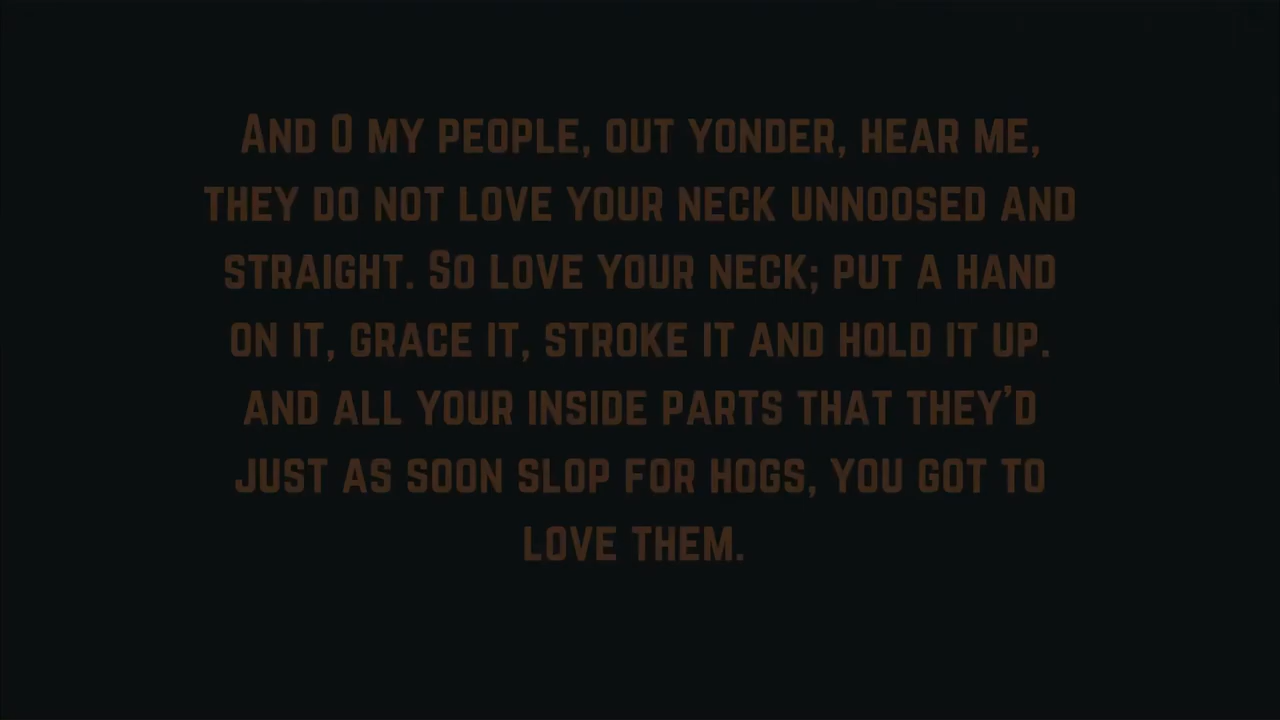 And O my people, out yonder, hear me,
they do not love your neck unnoosed and
straight. So love your neck; put a hand
on it, grace it, stroke it and hold it up.
And all your inside parts that they’d
just as soon slop for hogs, you got to
love them.